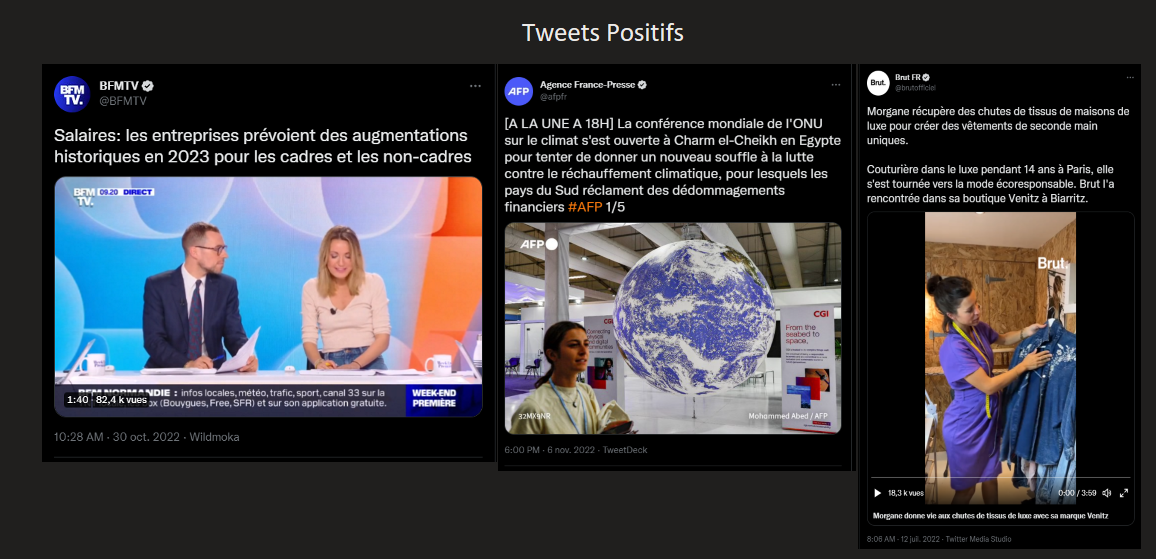 Tweets Positifs
BFM
TV.
BFMTV
@BFMTV
Salaires: les entreprises prévoient des augmentations
historiques en 2023 pour les cadres et les non-cadres
BFM
TV.
09.20 DIRECT
infos locales, météo, trafic, sport, canal 33 sur la
(Bouygues, Free, SFR) et sur son application gratuite.
WEEK-END
PREMIÈRE
1:40 · 82,4 k vues
10:28 AM · 30 oct. 2022 · Wildmoka
AFP
Agence France-Presse
@afpfr
[A LA UNE A 18H] La conférence mondiale de l'ONU
sur le climat s'est ouverte à Charm el-Cheikh en Egypte
pour tenter de donner un nouveau souffle à la lutte
contre le réchauffement climatique, pour lesquels les
pays du Sud réclament des dédommagements
financiers #AFP 1/5
AFP
CGI
From the
seabed to
space,
32MX9NR
Mohammed Abed / AFP
6:00 PM · 6 nov. 2022 · TweetDeck
Brut.
Brut FR
@brutofficiel
Morgane récupère des chutes de tissus de maisons de
luxe pour créer des vêtements de seconde main
uniques.
Couturière dans le luxe pendant 14 ans à Paris, elle
s'est tournée vers la mode écoresponsable. Brut l'a
rencontrée dans sa boutique Venitz à Biarritz.
Brut.
18,3 k vues
0:00 / 3:59
Morgane donne vie aux chutes de tissus de luxe avec sa marque Venitz
8:06 AM · 12 juil. 2022 · Twitter Media Studio